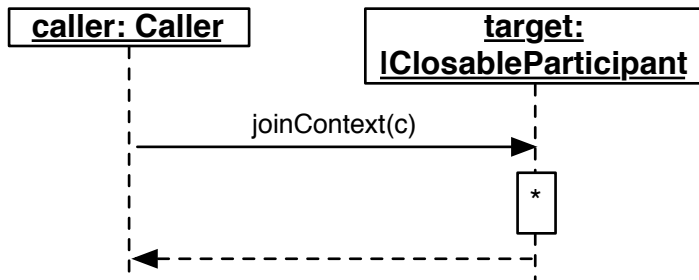 caller: Caller
target:
IClosableParticipant
joinContext(c)
*